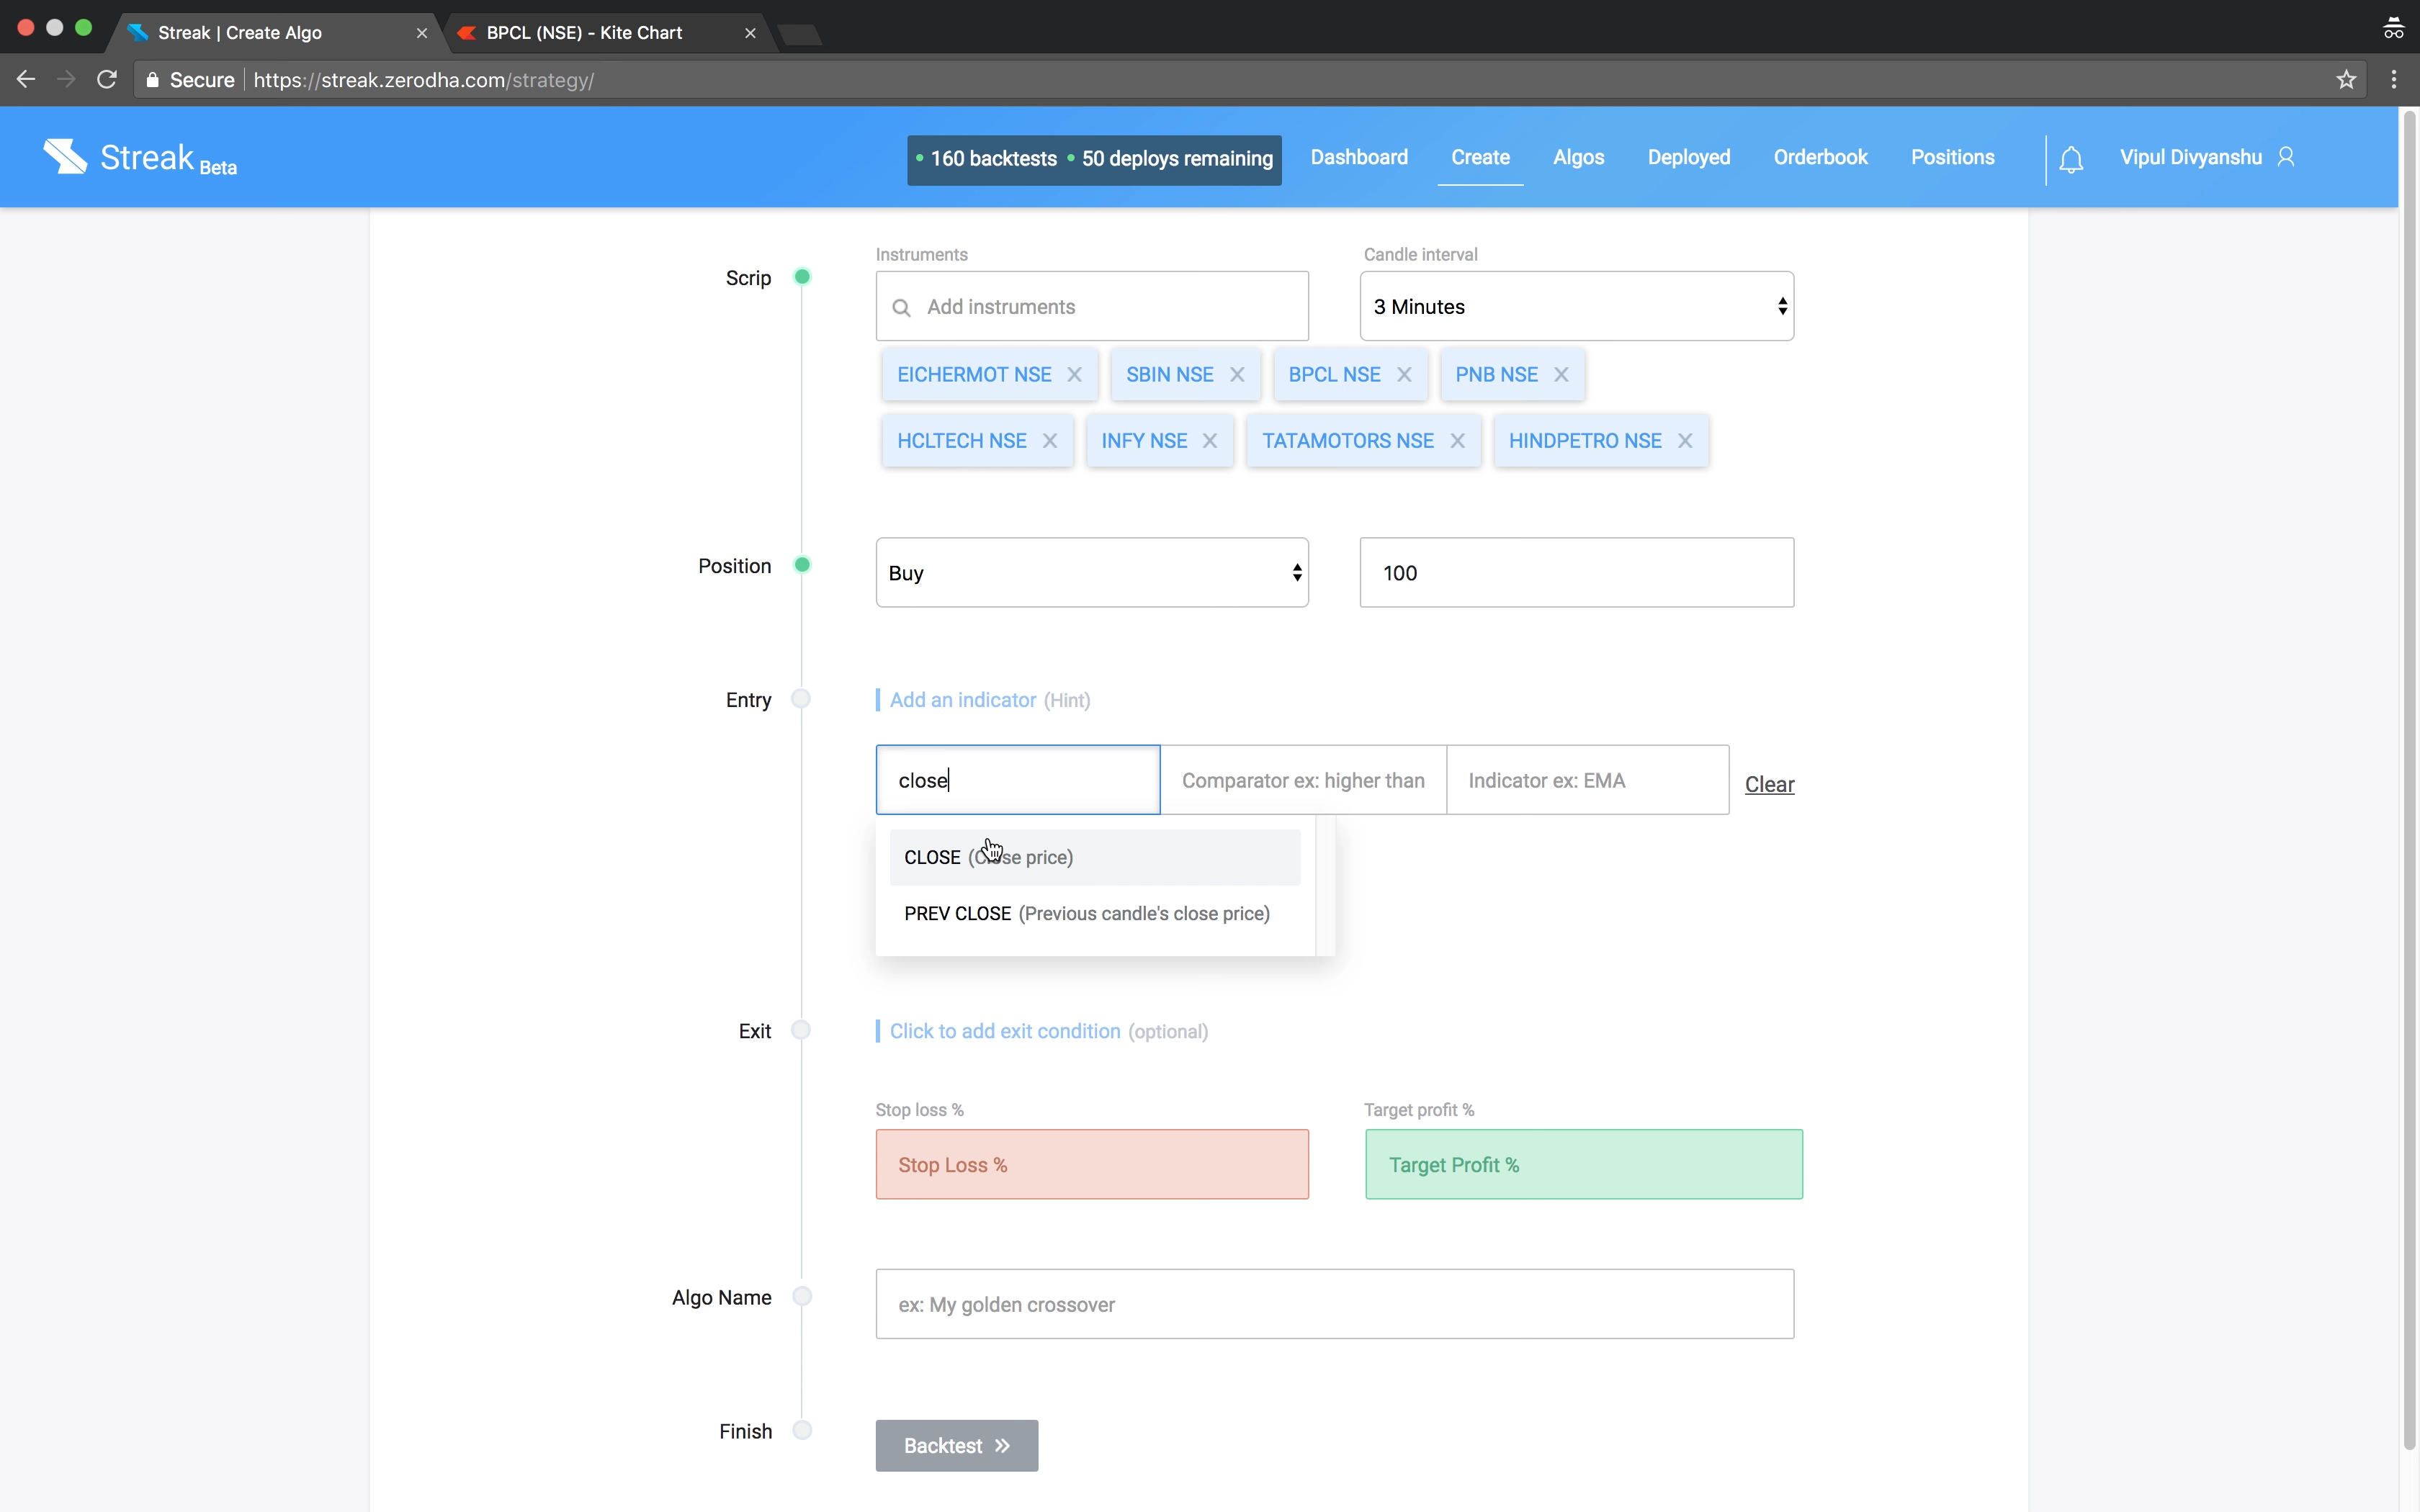 Streak | Create Algo
BPCL (NSE) - Kite Chart
Secure https://streak.zerodha.com/strategy/
Streak Beta
160 backtests 50 deploys remaining
Dashboard
Create
Algos
Deployed
Orderbook
Positions
Vipul Divyanshu
Instruments
Candle interval
Scrip
Add instruments
3 Minutes
EICHERMOT NSE
SBIN NSE
BPCL NSE
PNB NSE
HCLTECH NSE
INFY NSE
TATAMOTORS NSE
HINDPETRO NSE
Position
Buy
100
Entry
Add an indicator (Hint)
close
Comparator ex: higher than
Indicator ex: EMA
Clear
CLOSE (Close price)
PREV CLOSE (Previous candle's close price)
Exit
Click to add exit condition (optional)
Stop loss %
Target profit %
Stop Loss %
Target Profit %
Algo Name
ex: My golden crossover
Finish
Backtest »